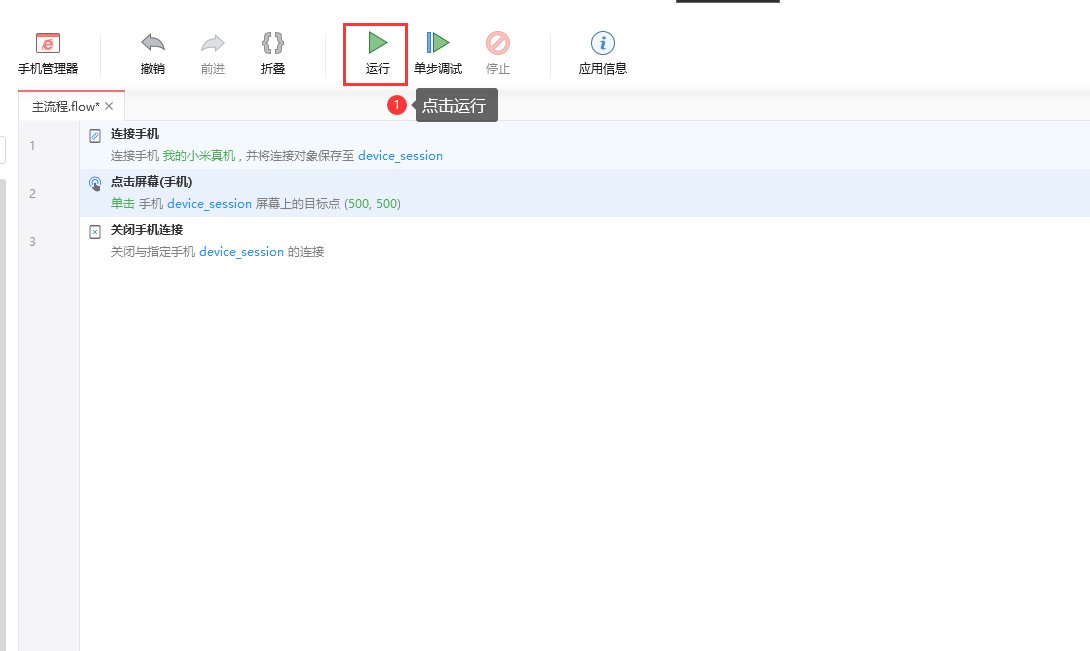 手机管理器 撤销 前进 折叠 运行 单步调试 停止 应用信息
主流程.flow*
1 点击运行
1 连接手机
连接手机 我的小米真机 , 并将连接对象保存至 device_session
2 点击屏幕(手机)
单击 手机 device_session 屏幕上的目标点 (500, 500)
3 关闭手机连接
关闭与指定手机 device_session 的连接